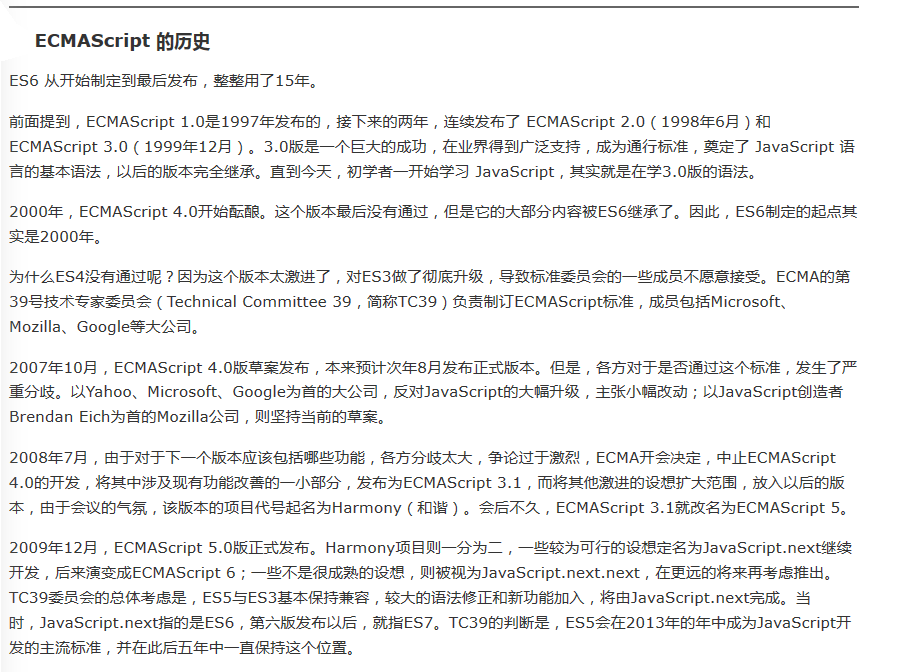 ECMAScript 的历史
ES6 从开始制定到最后发布，整整用了15年。
前面提到，ECMAScript 1.0是1997年发布的，接下来的两年，连续发布了 ECMAScript 2.0（1998年6月）和
ECMAScript 3.0（1999年12月）。3.0版是一个巨大的成功，在业界得到广泛支持，成为通行标准，奠定了 JavaScript 语
言的基本语法，以后的版本完全继承。直到今天，初学者一开始学习 JavaScript，其实就是在学3.0版的语法。
2000年，ECMAScript 4.0开始酝酿。这个版本最后没有通过，但是它的大部分内容被ES6继承了。因此，ES6制定的起点其
实是2000年。
为什么ES4没有通过呢？因为这个版本太激进了，对ES3做了彻底升级，导致标准委员会的一些成员不愿意接受。ECMA的第
39号技术专家委员会（Technical Committee 39，简称TC39）负责制订ECMAScript标准，成员包括Microsoft、
Mozilla、Google等大公司。
2007年10月，ECMAScript 4.0版草案发布，本来预计次年8月发布正式版本。但是，各方对于是否通过这个标准，发生了严
重分歧。以Yahoo、Microsoft、Google为首的大公司，反对JavaScript的大幅升级，主张小幅改动；以JavaScript创造者
Brendan Eich为首的Mozilla公司，则坚持当前的草案。
2008年7月，由于对于下一个版本应该包括哪些功能，各方分歧太大，争论过于激烈，ECMA开会决定，中止ECMAScript
4.0的开发，将其中涉及现有功能改善的一小部分，发布为ECMAScript 3.1，而将其他激进的设想扩大范围，放入以后的版
本，由于会议的气氛，该版本的项目代号起名为Harmony（和谐）。会后不久，ECMAScript 3.1就改名为ECMAScript 5。
2009年12月，ECMAScript 5.0版正式发布。Harmony项目则一分为二，一些较为可行的设想定名为JavaScript.next继续
开发，后来演变成ECMAScript 6；一些不是很成熟的设想，则被视为JavaScript.next.next，在更远的将来再考虑推出。
TC39委员会的总体考虑是，ES5与ES3基本保持兼容，较大的语法修正和新功能加入，将由JavaScript.next完成。当
时，JavaScript.next指的是ES6，第六版发布以后，就指ES7。TC39的判断是，ES5会在2013年的年中成为JavaScript开
发的主流标准，并在此后五年中一直保持这个位置。